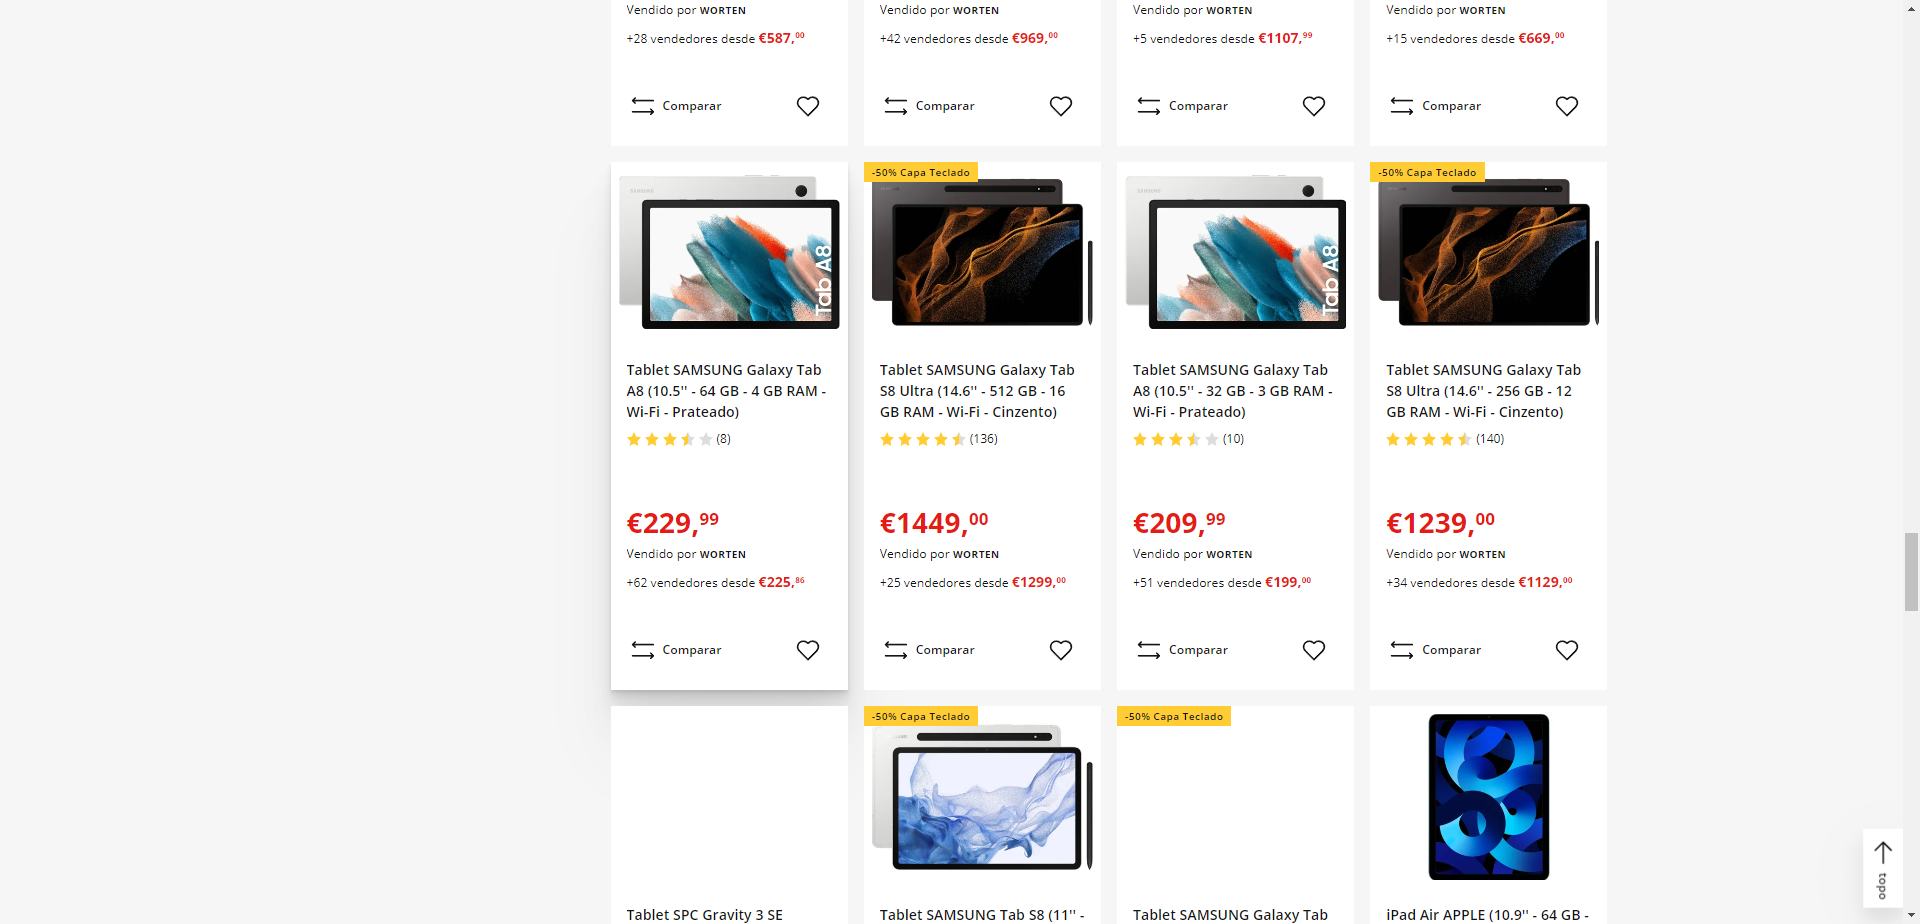 Vendido por WORTEN
+28 vendedores desde €587,00
Comparar
Vendido por WORTEN
+42 vendedores desde €969,00
Comparar
Vendido por WORTEN
+5 vendedores desde €1107,99
Comparar
Vendido por WORTEN
+15 vendedores desde €669,00
Comparar
SAMSUNG
Tab A8
Tablet SAMSUNG Galaxy Tab
A8 (10.5'' - 64 GB - 4 GB RAM -
Wi-Fi - Prateado)
(8)
€229,99
Vendido por WORTEN
+62 vendedores desde €225,86
Comparar
-50% Capa Teclado
Tablet SAMSUNG Galaxy Tab
S8 Ultra (14.6'' - 512 GB - 16
GB RAM - Wi-Fi - Cinzento)
(136)
€1449,00
Vendido por WORTEN
+25 vendedores desde €1299,00
Comparar
SAMSUNG
Tab A8
Tablet SAMSUNG Galaxy Tab
A8 (10.5'' - 32 GB - 3 GB RAM -
Wi-Fi - Prateado)
(10)
€209,99
Vendido por WORTEN
+51 vendedores desde €199,00
Comparar
-50% Capa Teclado
Tablet SAMSUNG Galaxy Tab
S8 Ultra (14.6'' - 256 GB - 12
GB RAM - Wi-Fi - Cinzento)
(140)
€1239,00
Vendido por WORTEN
+34 vendedores desde €1129,00
Comparar
Tablet SPC Gravity 3 SE
-50% Capa Teclado
Tablet SAMSUNG Tab S8 (11'' -
-50% Capa Teclado
Tablet SAMSUNG Galaxy Tab
iPad Air APPLE (10.9'' - 64 GB -
topo